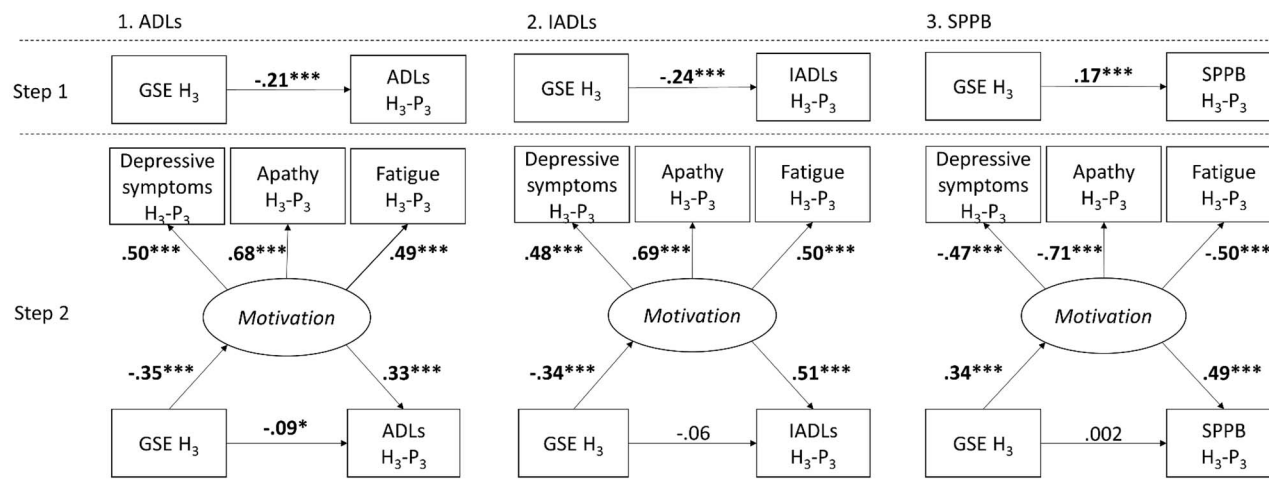 1. ADLs
2. IADLs
3. SPPB
Step 1
GSE H₃
-.21***
ADLs
H₃-P₃
GSE H₃
-.24***
IADLs
H₃-P₃
GSE H₃
.17***
SPPB
H₃-P₃
Step 2
Depressive
symptoms
H₃-P₃
Apathy
H₃-P₃
Fatigue
H₃-P₃
.50***
.68***
.49***
Motivation
-.35***
.33***
GSE H₃
-.09*
ADLs
H₃-P₃
Depressive
symptoms
H₃-P₃
Apathy
H₃-P₃
Fatigue
H₃-P₃
.48***
.69***
.50***
Motivation
-.34***
.51***
GSE H₃
-.06
IADLs
H₃-P₃
Depressive
symptoms
H₃-P₃
Apathy
H₃-P₃
Fatigue
H₃-P₃
-.47***
-.71***
-.50***
Motivation
.34***
.49***
GSE H₃
.002
SPPB
H₃-P₃